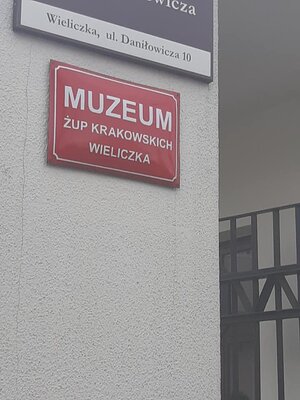 Wieliczka, ul. Daniłowicza 10
MUZEUM
ŻUP KRAKOWSKICH
WIELICZKA